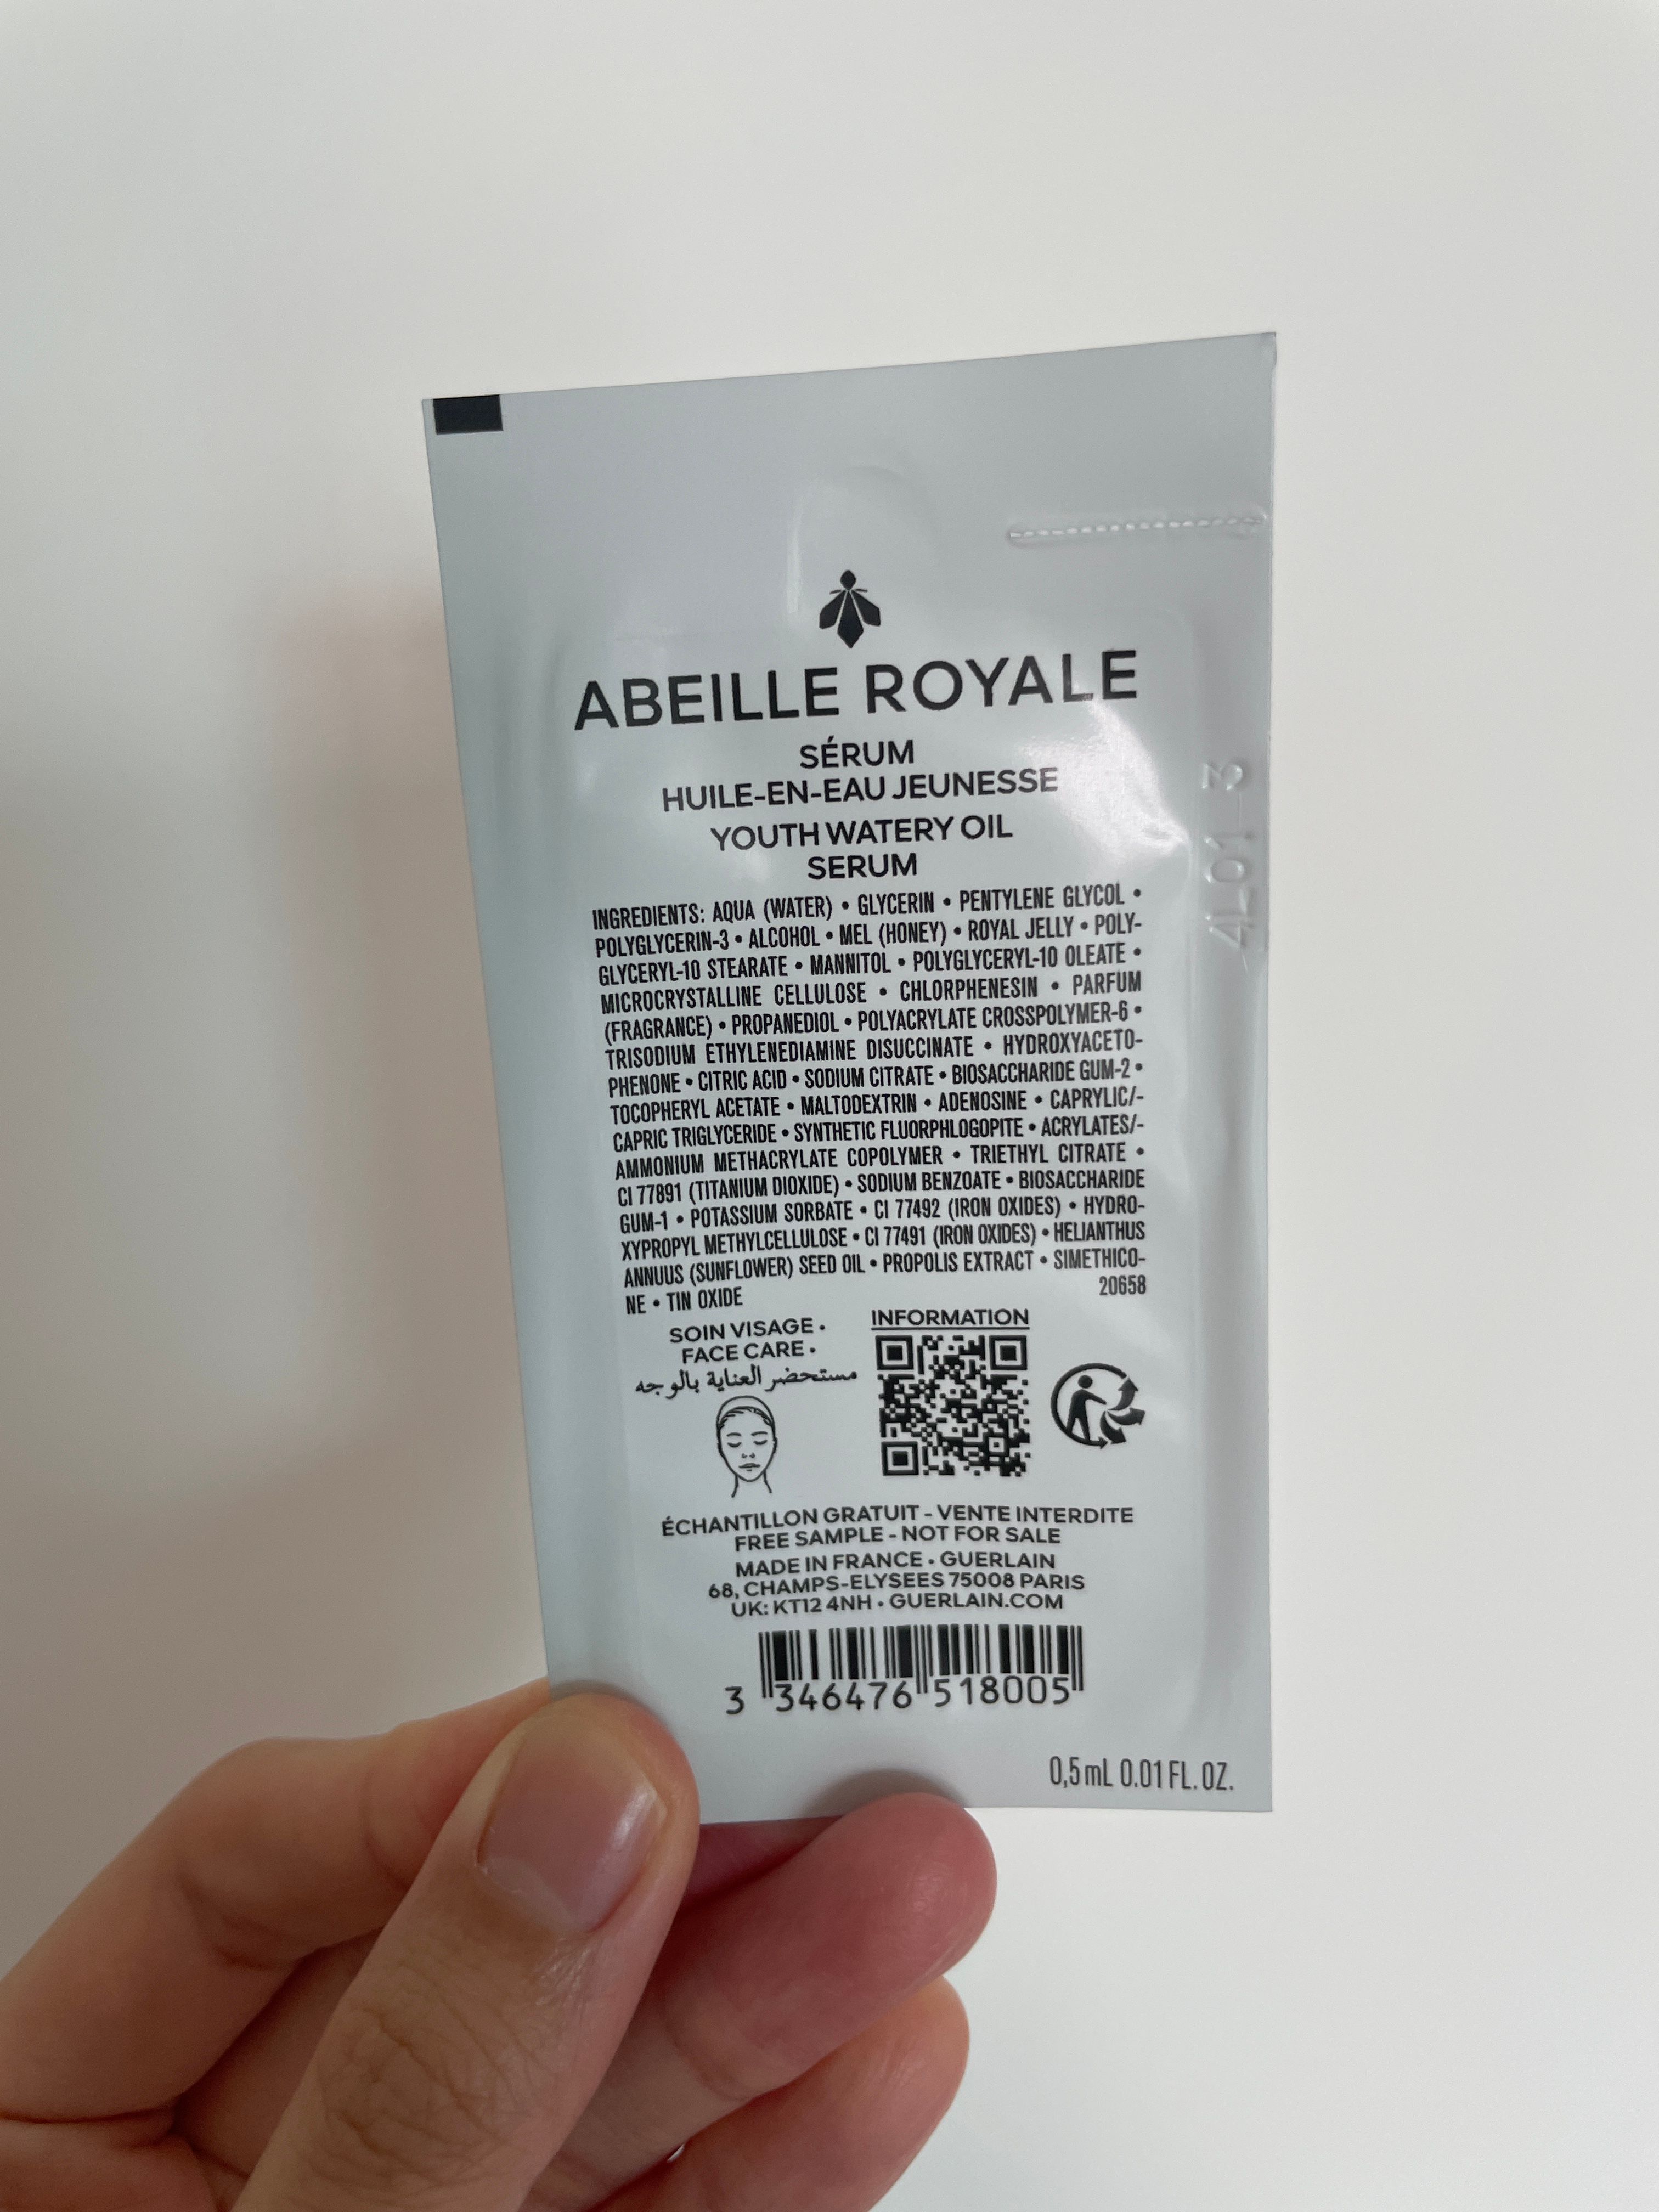 ABEILLE ROYALE
SÉRUM
HUILE-EN-EAU JEUNESSE
YOUTH WATERY OIL
SERUM
INGREDIENTS: AQUA (WATER) • GLYCERIN • PENTYLENE GLYCOL •
POLYGLYCERIN-3 • ALCOHOL • MEL (HONEY) • ROYAL JELLY • POLY-
GLYCERYL-10 STEARATE • MANNITOL • POLYGLYCERYL-10 OLEATE •
MICROCRYSTALLINE CELLULOSE • CHLORPHENESIN • PARFUM
(FRAGRANCE) • PROPANEDIOL • POLYACRYLATE CROSSPOLYMER-6 •
TRISODIUM ETHYLENEDIAMINE DISUCCINATE • HYDROXYACETO-
PHENONE • CITRIC ACID • SODIUM CITRATE • BIOSACCHARIDE GUM-2 •
TOCOPHERYL ACETATE • MALTODEXTRIN • ADENOSINE • CAPRYLIC/-
CAPRIC TRIGLYCERIDE • SYNTHETIC FLUORPHLOGOPITE • ACRYLATES/-
AMMONIUM METHACRYLATE COPOLYMER • TRIETHYL CITRATE •
CI 77891 (TITANIUM DIOXIDE) • SODIUM BENZOATE • BIOSACCHARIDE
GUM-1 • POTASSIUM SORBATE • CI 77492 (IRON OXIDES) • HYDRO-
XYPROPYL METHYLCELLULOSE • CI 77491 (IRON OXIDES) • HELIANTHUS
ANNUUS (SUNFLOWER) SEED OIL • PROPOLIS EXTRACT • SIMETHICO-
NE • TIN OXIDE 20658
SOIN VISAGE •
FACE CARE •
مستحضر العناية بالوجه
INFORMATION
ÉCHANTILLON GRATUIT - VENTE INTERDITE
FREE SAMPLE - NOT FOR SALE
MADE IN FRANCE • GUERLAIN
68, CHAMPS-ELYSEES 75008 PARIS
UK: KT12 4NH • GUERLAIN.COM
3 346476 518005
0,5 mL 0.01 FL. OZ.
4L01 3